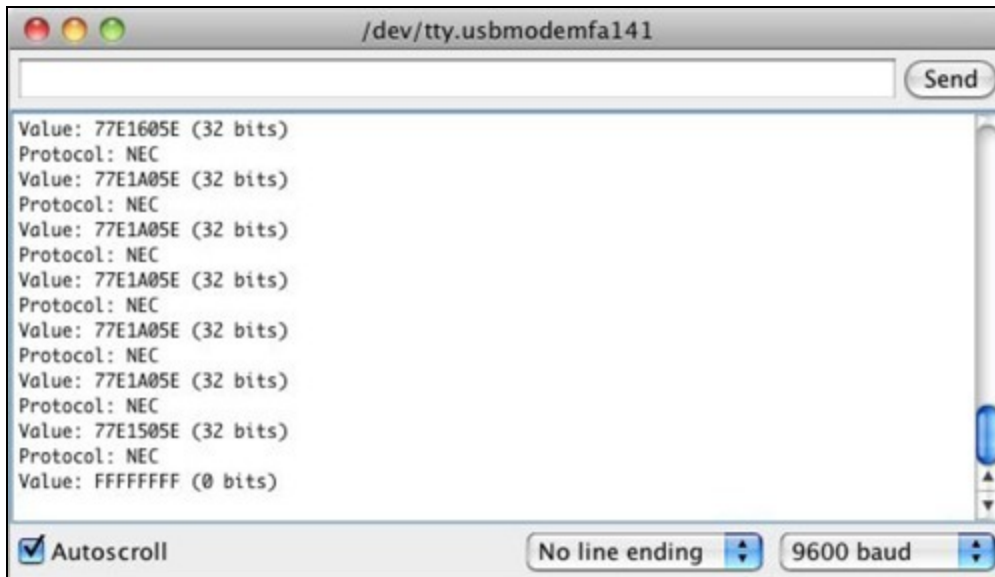 /dev/tty.usbmodemfa141
Send
Value: 77E1605E (32 bits)
Protocol: NEC
Value: 77E1A05E (32 bits)
Protocol: NEC
Value: 77E1A05E (32 bits)
Protocol: NEC
Value: 77E1A05E (32 bits)
Protocol: NEC
Value: 77E1A05E (32 bits)
Protocol: NEC
Value: 77E1A05E (32 bits)
Protocol: NEC
Value: 77E1505E (32 bits)
Protocol: NEC
Value: FFFFFFFF (0 bits)
Autoscroll
No line ending
9600 baud